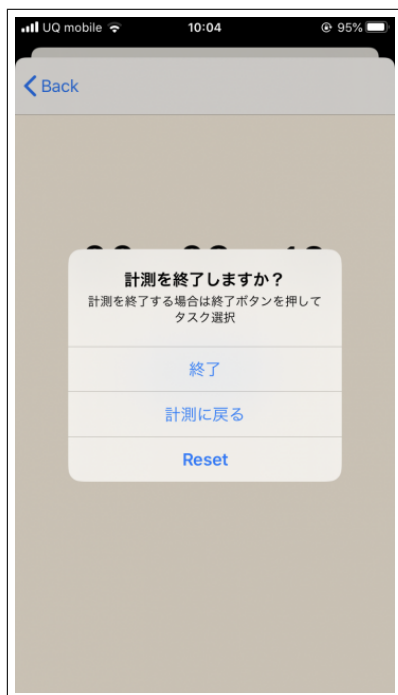 UQ mobile 10:04 95%
Back
計測を終了しますか？
計測を終了する場合は終了ボタンを押して
タスク選択
終了
計測に戻る
Reset